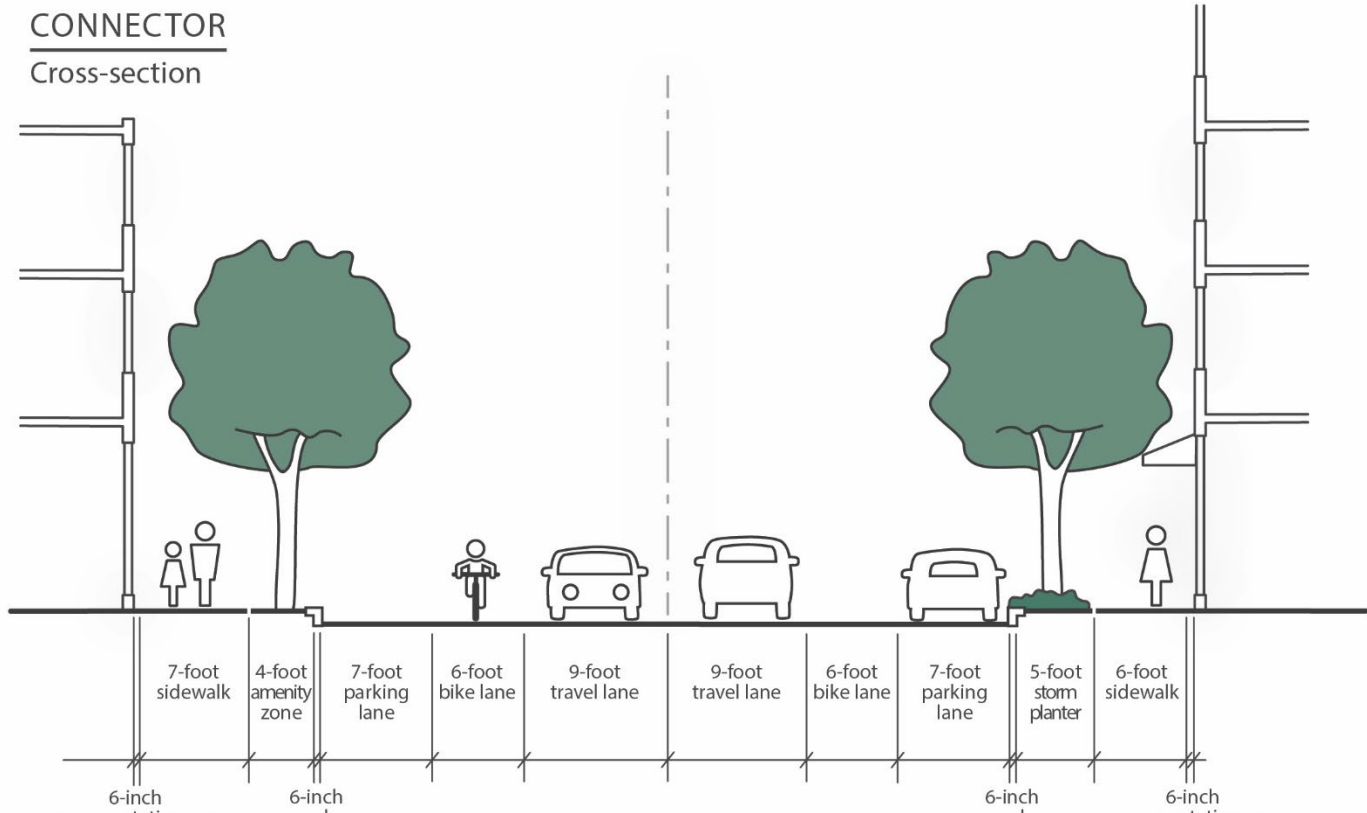 CONNECTOR
Cross-section
7-foot
sidewalk
4-foot
amenity
zone
7-foot
parking
lane
6-foot
bike lane
9-foot
travel lane
9-foot
travel lane
6-foot
bike lane
7-foot
parking
lane
5-foot
storm
planter
6-foot
sidewalk
6-inch
6-inch
6-inch
6-inch